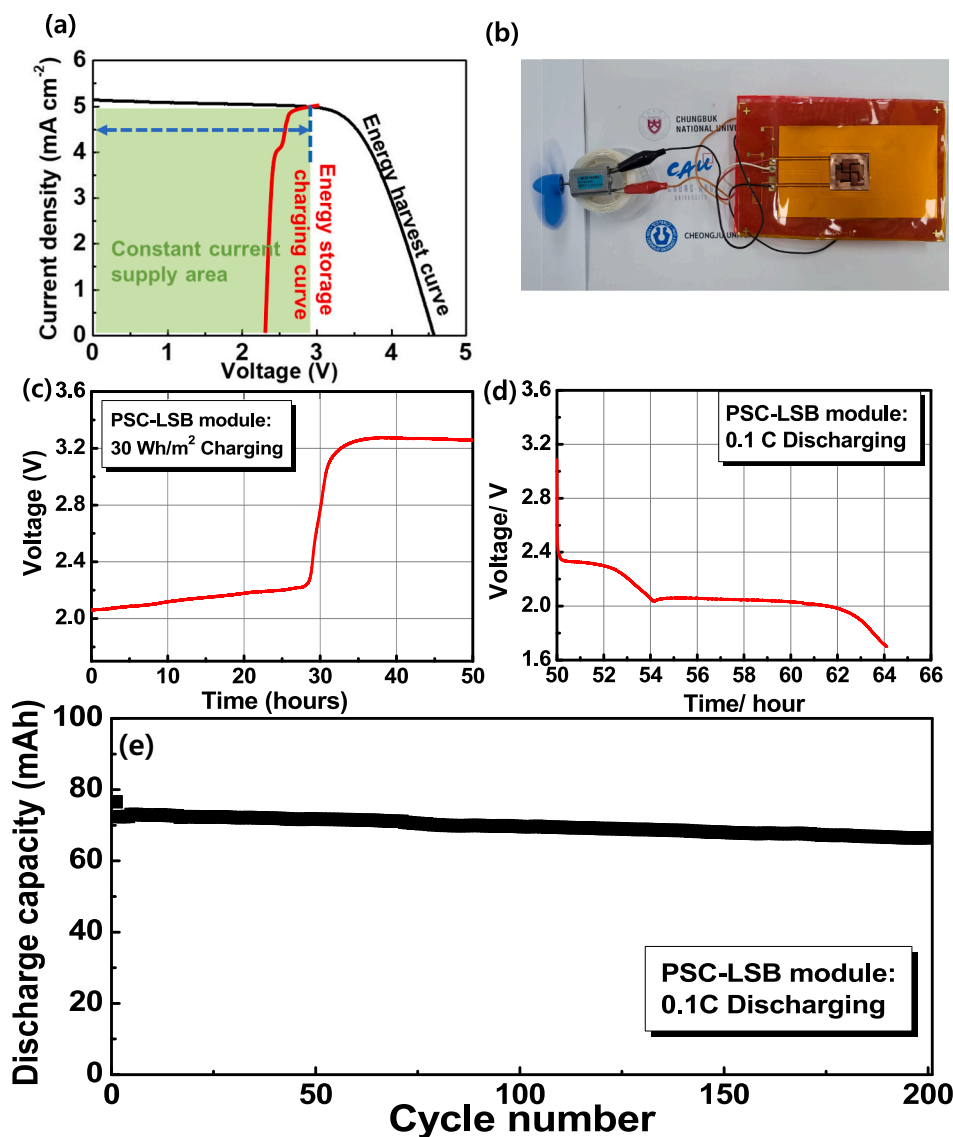 (a)
6
5
4
3
2
1
0
Current density (mA cm⁻²)
Constant current
supply area
Energy storage
charging curve
Energy harvest curve
0 1 2 3 4 5
Voltage (V)
(b)
CHUNGBUK
NATIONAL UNIVE
CAU
CHEONGJU UNI
(c)
3.6
3.2
2.8
2.4
2.0
Voltage (V)
PSC-LSB module:
30 Wh/m² Charging
0 10 20 30 40 50
Time (hours)
(d)
3.6
3.2
2.8
2.4
2.0
1.6
Voltage/ V
PSC-LSB module:
0.1 C Discharging
50 52 54 56 58 60 62 64 66
Time/ hour
(e)
100
80
60
40
20
0
Discharge capacity (mAh)
PSC-LSB module:
0.1C Discharging
0 50 100 150 200
Cycle number